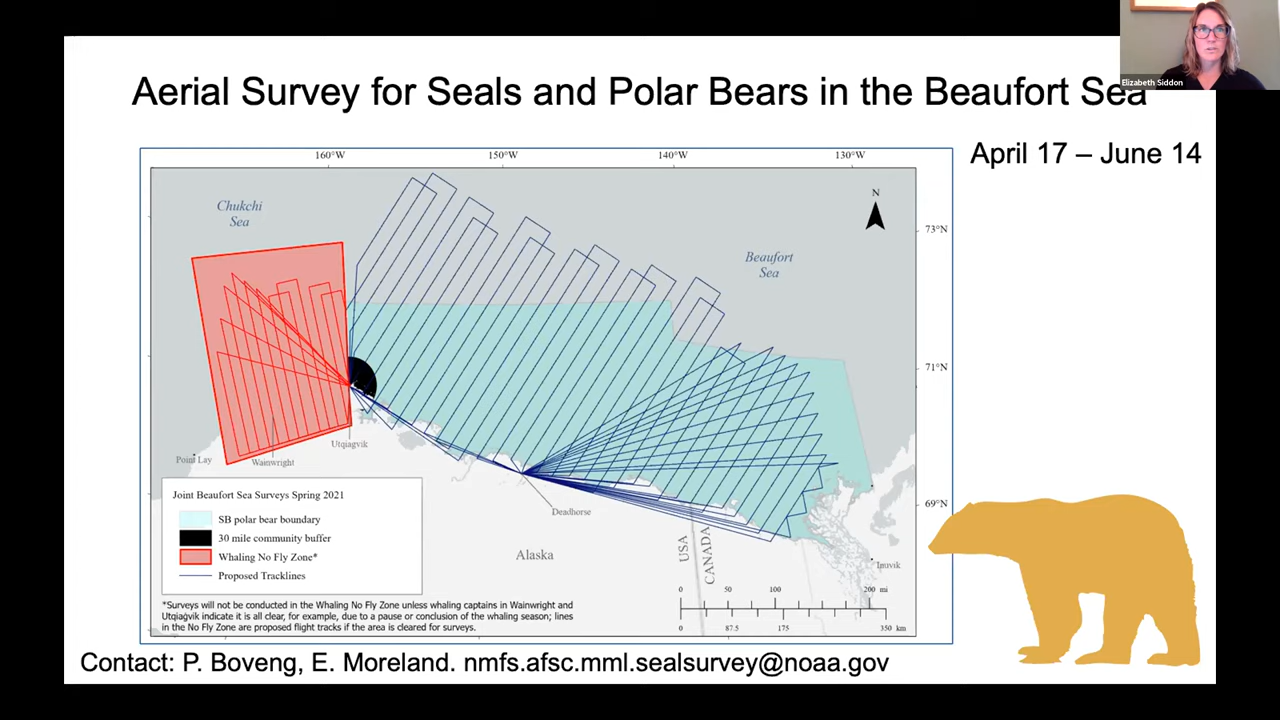 Elizabeth Siddon
Aerial Survey for Seals and Polar Bears in the Beaufort Sea
April 17 – June 14
160°W 150°W 140°W 130°W
Chukchi
Sea
N
73°N
Beaufort
Sea
71°N
Utqiaġvik
Point Lay
Wainwright
69°N
Joint Beaufort Sea Surveys Spring 2021
SB polar bear boundary
30 mile community buffer
Whaling No Fly Zone*
Proposed Tracklines
Deadhorse
Alaska
USA
CANADA
Inuvik
0 50 100 200 mi
0 87.5 175 350 km
*Surveys will not be conducted in the Whaling No Fly Zone unless whaling captains in Wainwright and
Utqiaġvik indicate it is all clear, for example, due to a pause or conclusion of the whaling season; lines
in the No Fly Zone are proposed flight tracks if the area is cleared for surveys.
Contact: P. Boveng, E. Moreland. nmfs.afsc.mml.sealsurvey@noaa.gov